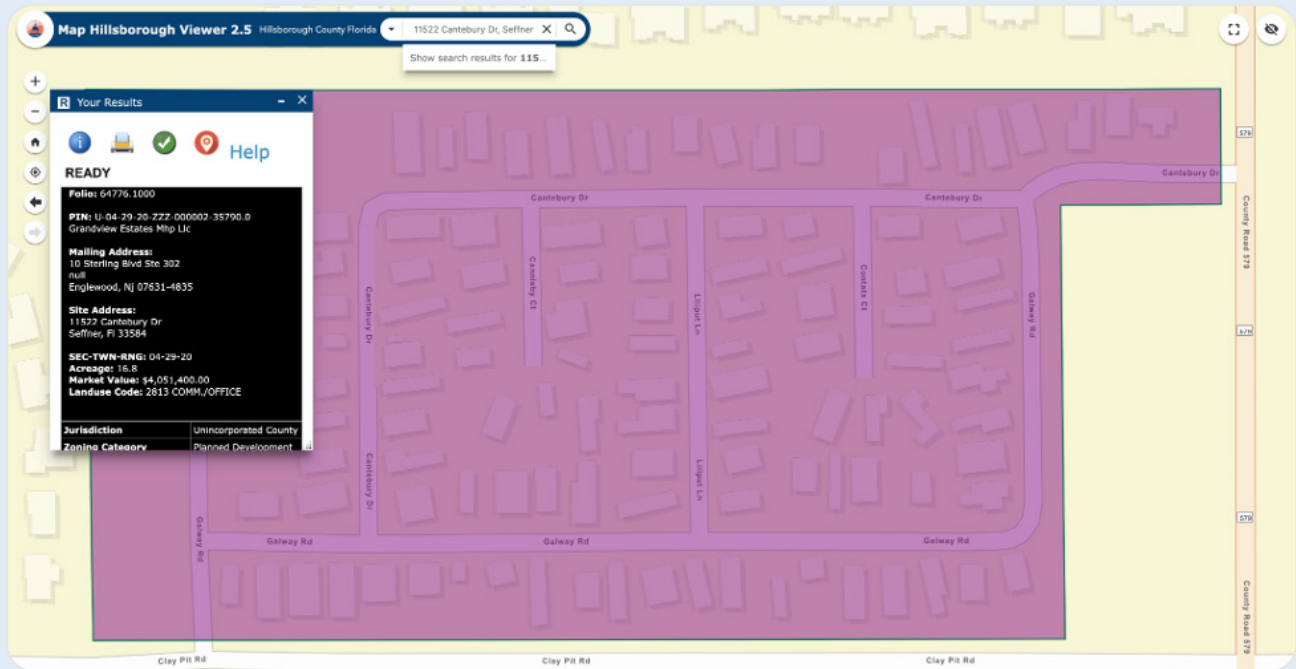 Map Hillsborough Viewer 2.5 Hillsborough County Florida
11522 Cantebury Dr, Seffner
Show search results for 115...
R Your Results
Help
READY
Folio: 64776.1000
PIN: U-04-29-20-ZZZ-000002-35790.0
Grandview Estates Mhp Llc
Mailing Address:
10 Sterling Blvd Ste 302
null
Englewood, Nj 07631-4835
Site Address:
11522 Cantebury Dr
Seffner, Fl 33584
SEC-TWN-RNG: 04-29-20
Acreage: 16.8
Market Value: $4,051,400.00
Landuse Code: 2813 COMM./OFFICE
Jurisdiction Unincorporated County
Zoning Category Planned Development
579
Cantebury Dr
Cantebury Dr
Cantebury Dr
County Road 579
Cannisby Ct
Contata Ct
Cantebury Dr
Liliput Ln
Galway Rd
579
Cantebury Dr
Liliput Ln
579
Galway Rd
Galway Rd
Galway Rd
Galway Rd
County Road 579
Clay Pit Rd
Clay Pit Rd
Clay Pit Rd